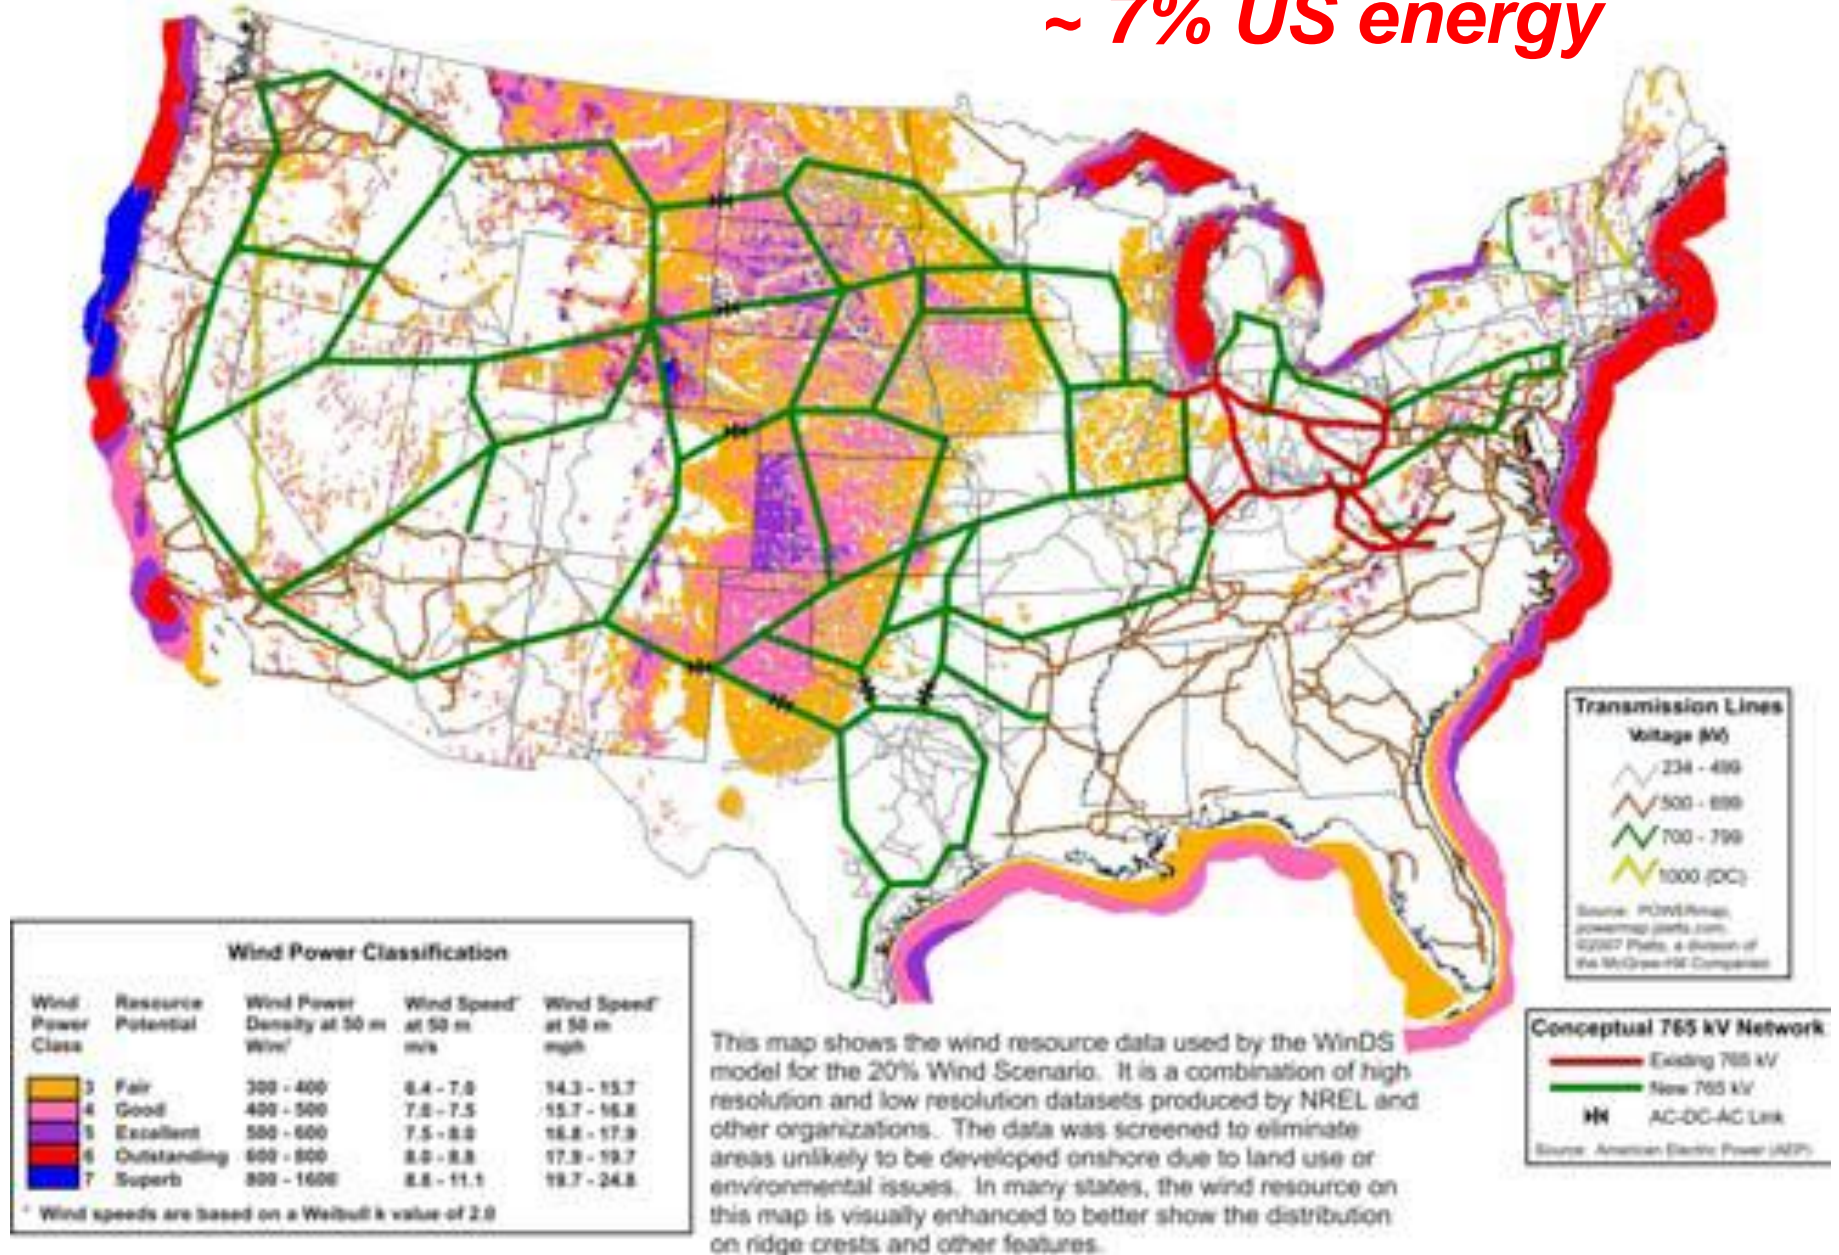 ~ 7% US energy
Transmission Lines
Voltage (kV)
234 - 499
500 - 699
700 - 799
1000 (DC)
Source: POWERmap,
powermap.platts.com
©2007 Platts, a division of
the McGraw-Hill Companies
Wind Power Classification
Wind Power Class Resource Potential Wind Power Density at 50 m W/m² Wind Speed* at 50 m m/s Wind Speed* at 50 m mph
3 Fair 300 - 400 6.4 - 7.0 14.3 - 15.7
4 Good 400 - 500 7.0 - 7.5 15.7 - 16.8
5 Excellent 500 - 600 7.5 - 8.0 16.8 - 17.9
6 Outstanding 600 - 800 8.0 - 8.8 17.9 - 19.7
7 Superb 800 - 1600 8.8 - 11.1 19.7 - 24.8
* Wind speeds are based on a Weibull k value of 2.0
This map shows the wind resource data used by the WinDS
model for the 20% Wind Scenario. It is a combination of high
resolution and low resolution datasets produced by NREL and
other organizations. The data was screened to eliminate
areas unlikely to be developed onshore due to land use or
environmental issues. In many states, the wind resource on
this map is visually enhanced to better show the distribution
on ridge crests and other features.
Conceptual 765 kV Network
Existing 765 kV
New 765 kV
AC-DC-AC Link
Source: American Electric Power (AEP)